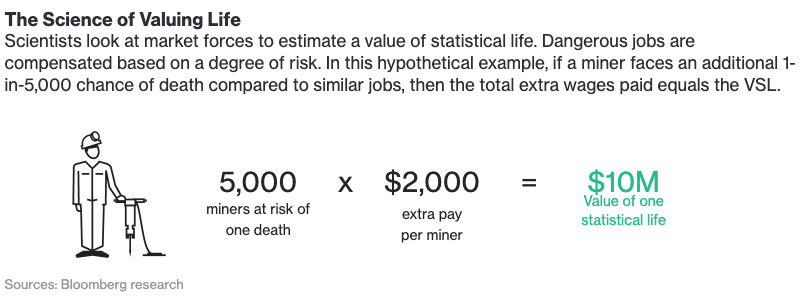 The Science of Valuing Life
Scientists look at market forces to estimate a value of statistical life. Dangerous jobs are
compensated based on a degree of risk. In this hypothetical example, if a miner faces an additional 1-
in-5,000 chance of death compared to similar jobs, then the total extra wages paid equals the VSL.
5,000 x $2,000 = $10M
miners at risk of
one death
extra pay
per miner
Value of one
statistical life
Sources: Bloomberg research